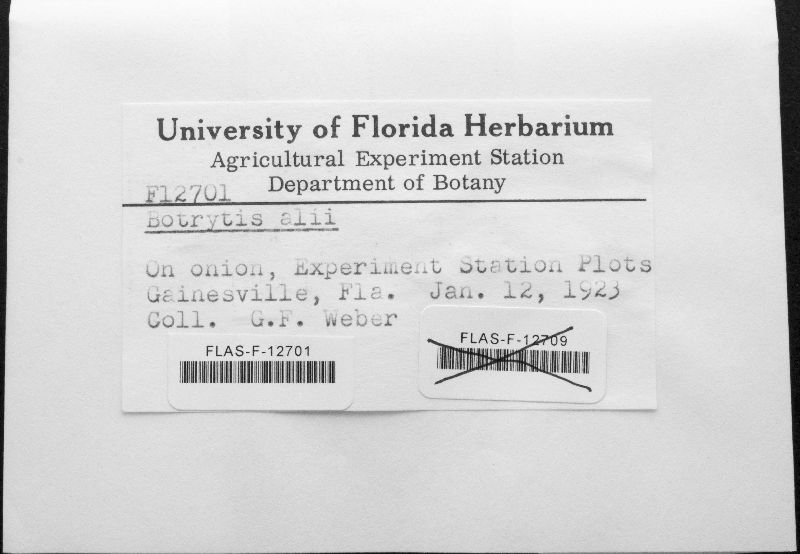 University of Florida Herbarium
Agricultural Experiment Station
Department of Botany
F12701
Botrytis alii
On onion, Experiment Station Plots
Gainesville, Fla. Jan. 12, 1923
Coll. G.F. Weber
FLAS-F-12701
FLAS-F-12709